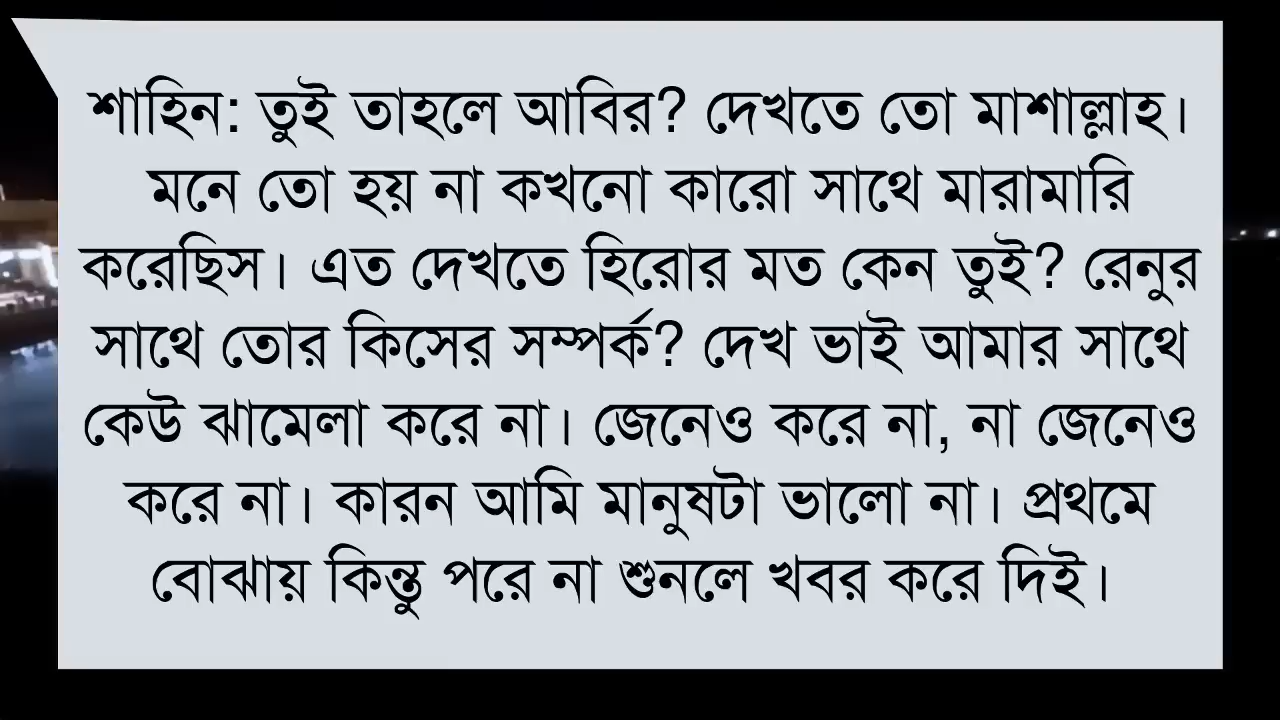 শাহিন: তুই তাহলে আবির? দেখতে তো মাশাল্লাহ।
মনে তো হয় না কখনো কারো সাথে মারামারি
করেছিস। এত দেখতে হিরোর মত কেন তুই? রেনুর
সাথে তোর কিসের সম্পর্ক? দেখ ভাই আমার সাথে
কেউ ঝামেলা করে না। জেনেও করে না, না জেনেও
করে না। কারন আমি মানুষটা ভালো না। প্রথমে
বোঝায় কিন্তু পরে না শুনলে খবর করে দিই।